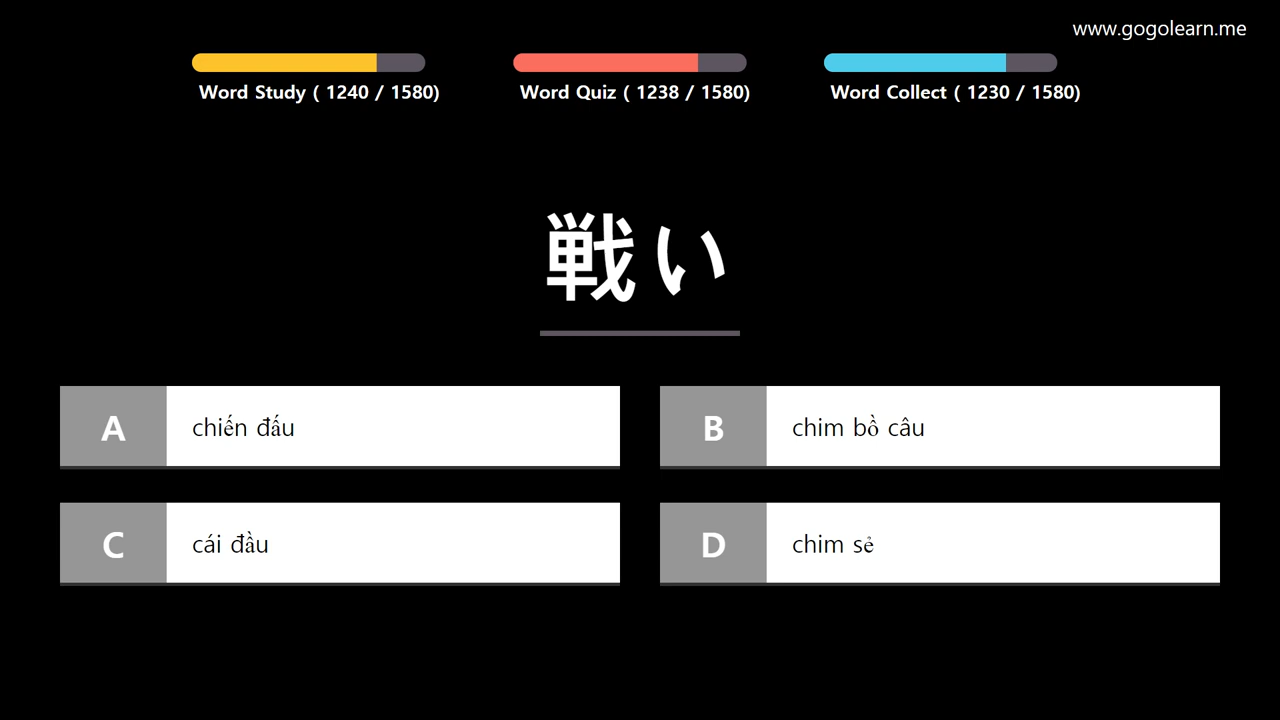 www.gogolearn.me
Word Study ( 1240 / 1580)
Word Quiz ( 1238 / 1580)
Word Collect ( 1230 / 1580)
戦い
A chiến đấu
B chim bồ câu
C cái đầu
D chim sẻ